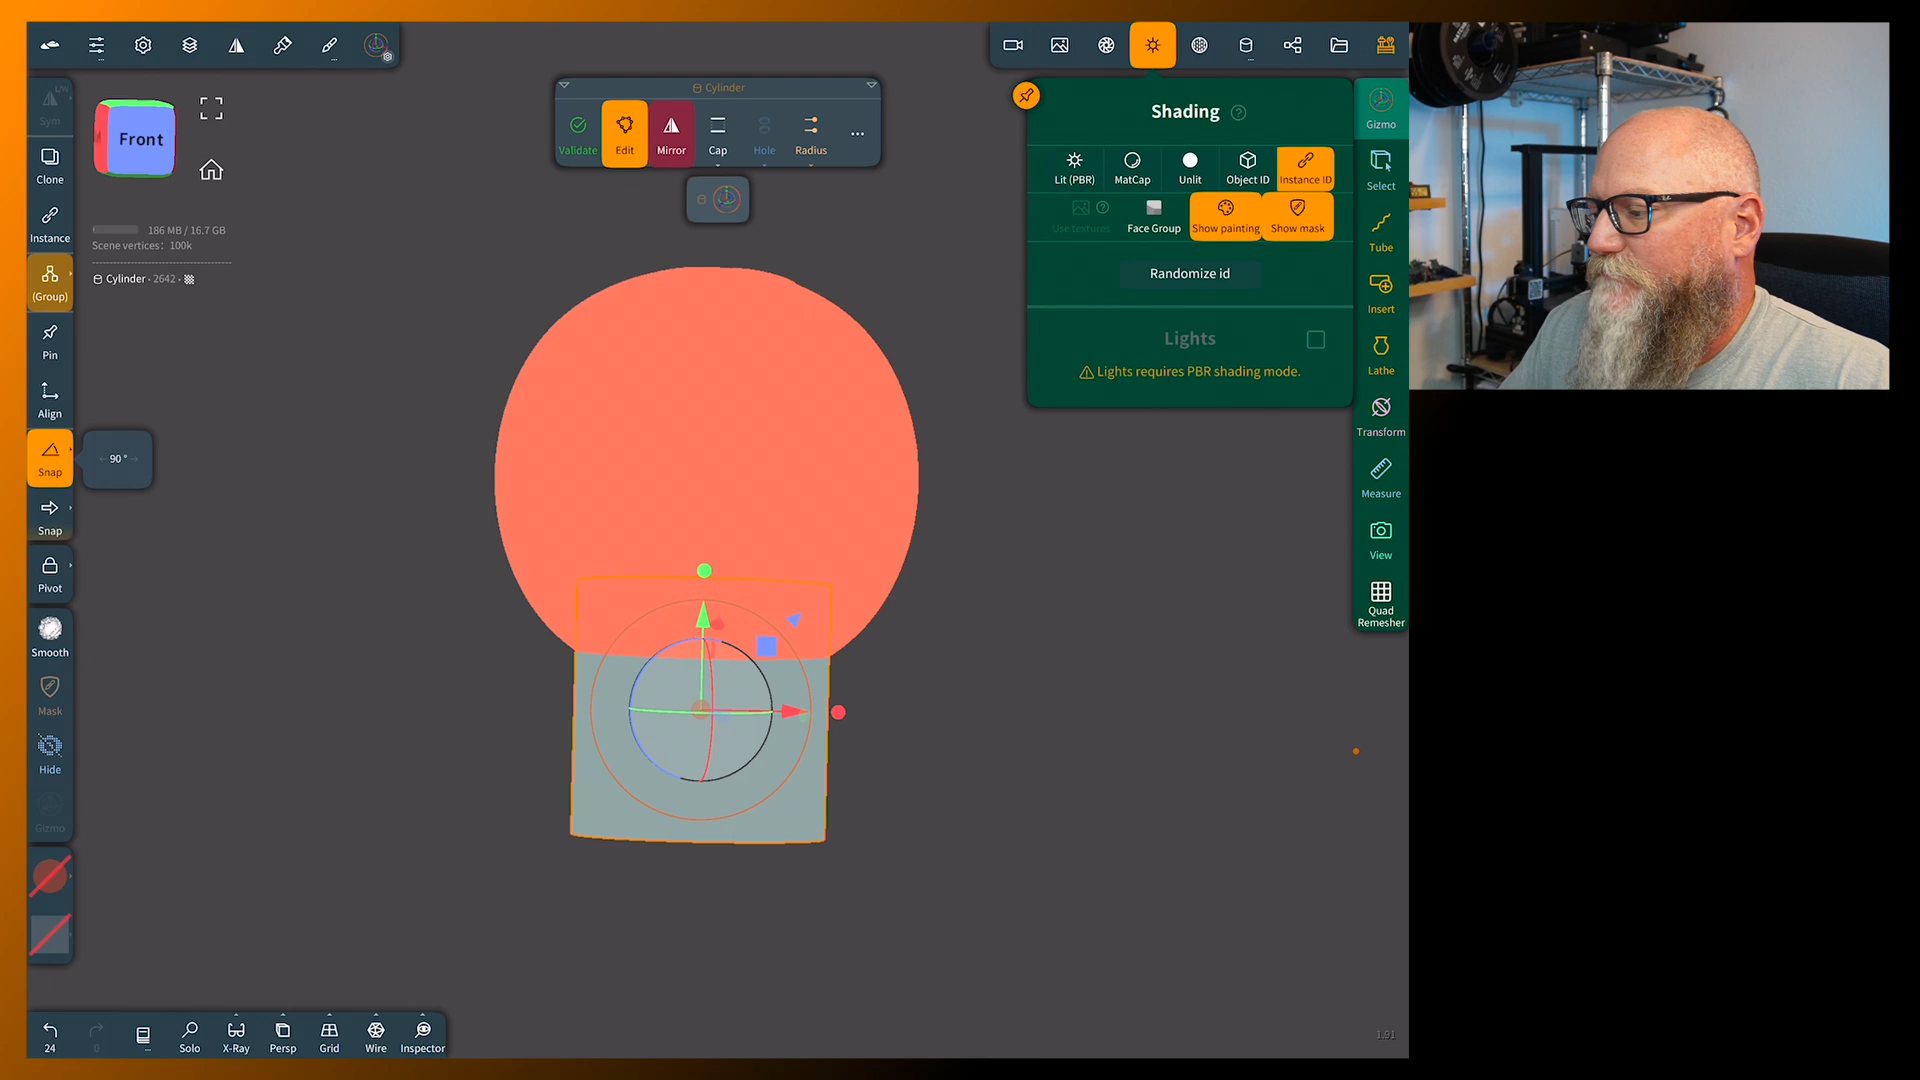 L/W
Sym
Clone
Instance
(Group)
Pin
Align
Snap
90 °
Snap
Pivot
Smooth
Mask
Hide
Gizmo
Front
186 MB / 16.7 GB
Scene vertices: 100k
Cylinder · 2642 ·
Cylinder
Validate
Edit
Mirror
Cap
Hole
Radius
...
Shading ?
Lit (PBR)
MatCap
Unlit
Object ID
Instance ID
Use textures
Face Group
Show painting
Show mask
Randomize id
Lights
Lights requires PBR shading mode.
Gizmo
Select
Tube
Insert
Lathe
Transform
Measure
View
Quad
Remesher
24
0
Solo
X-Ray
Persp
Grid
Wire
Inspector
1.91